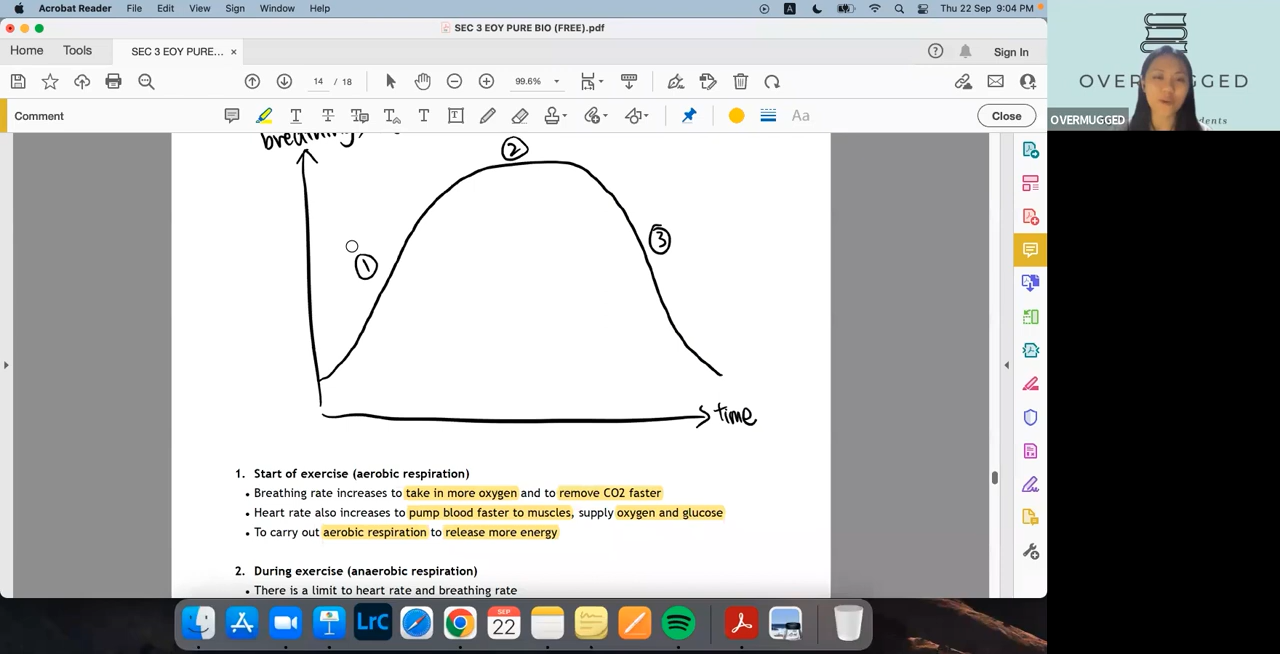 Acrobat Reader File Edit View Sign Window Help
A
Thu 22 Sep 9:04 PM
SEC 3 EOY PURE BIO (FREE).pdf
Home Tools SEC 3 EOY PURE... × Sign In
14 / 18 99.6%
Comment Aa Close
OVERMUGGED
breathing
②
①
③
time
1. Start of exercise (aerobic respiration)
• Breathing rate increases to take in more oxygen and to remove CO2 faster
• Heart rate also increases to pump blood faster to muscles, supply oxygen and glucose
• To carry out aerobic respiration to release more energy
2. During exercise (anaerobic respiration)
• There is a limit to heart rate and breathing rate
LrC
SEP
22